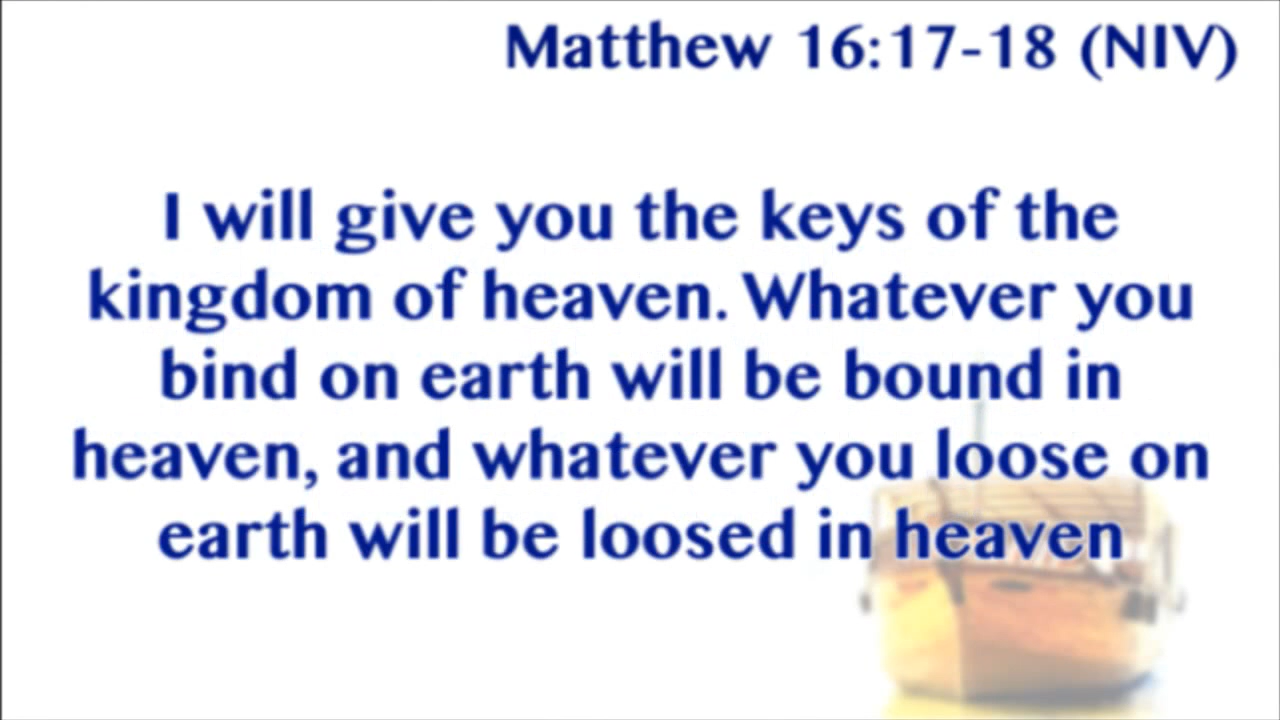 Matthew 16:17-18 (NIV)
I will give you the keys of the
kingdom of heaven. Whatever you
bind on earth will be bound in
heaven, and whatever you loose on
earth will be loosed in heaven